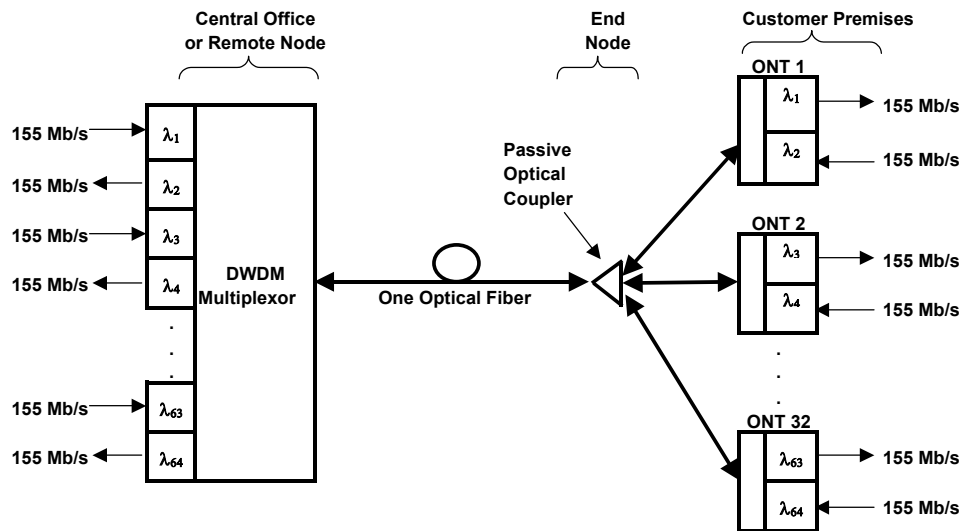 Central Office
or Remote Node
End
Node
Customer Premises
155 Mb/s
λ1
155 Mb/s
λ2
155 Mb/s
λ3
155 Mb/s
λ4
.
.
.
.
155 Mb/s
λ63
155 Mb/s
λ64
DWDM
Multiplexor
One Optical Fiber
Passive
Optical
Coupler
ONT 1
λ1
155 Mb/s
λ2
155 Mb/s
ONT 2
λ3
155 Mb/s
λ4
155 Mb/s
.
.
.
.
ONT 32
λ63
155 Mb/s
λ64
155 Mb/s